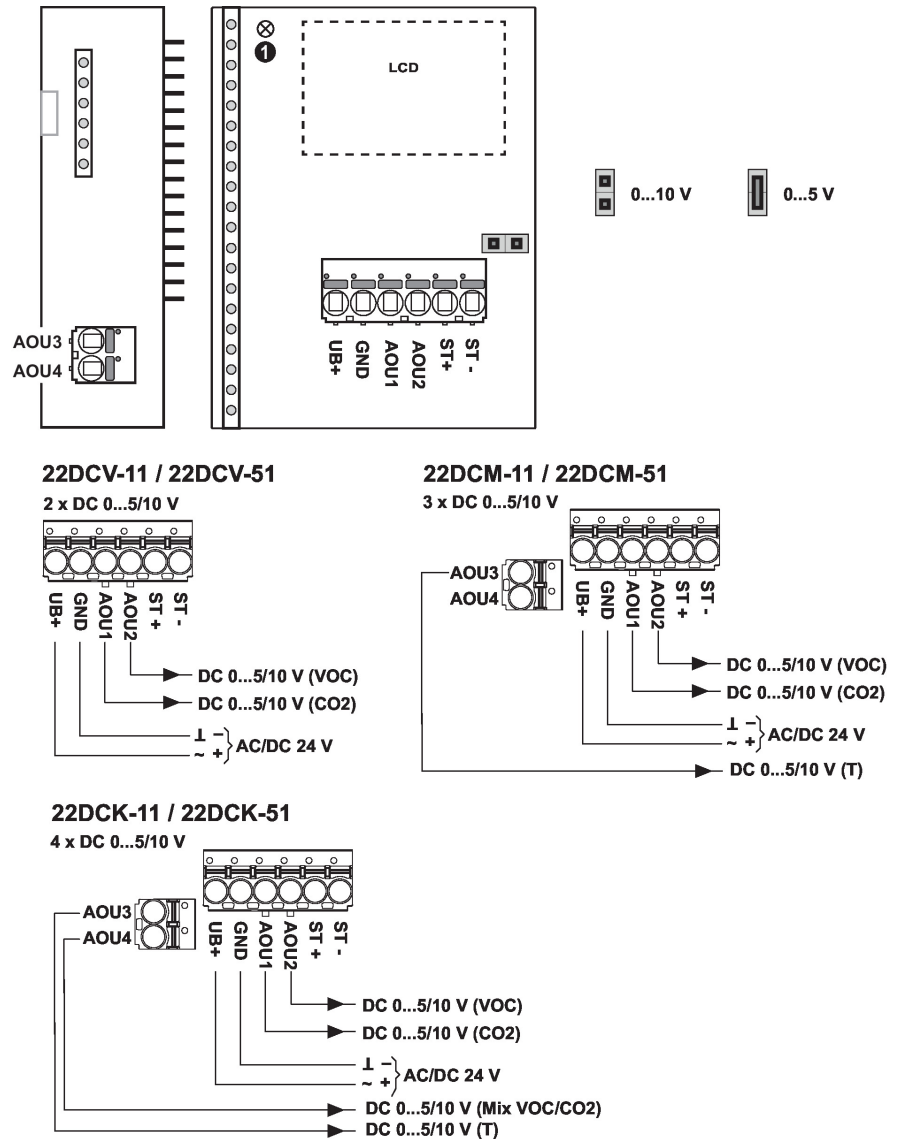 1
LCD
0...10 V
0...5 V
AOU3
AOU4
UB+
GND
AOU1
AOU2
ST+
ST -
22DCV-11 / 22DCV-51
2 x DC 0...5/10 V
UB+
GND
AOU1
AOU2
ST +
ST -
DC 0...5/10 V (VOC)
DC 0...5/10 V (CO2)
⊥ –
~ +
AC/DC 24 V
22DCM-11 / 22DCM-51
3 x DC 0...5/10 V
AOU3
AOU4
UB+
GND
AOU1
AOU2
ST +
ST -
DC 0...5/10 V (VOC)
DC 0...5/10 V (CO2)
⊥ –
~ +
AC/DC 24 V
DC 0...5/10 V (T)
22DCK-11 / 22DCK-51
4 x DC 0...5/10 V
AOU3
AOU4
UB+
GND
AOU1
AOU2
ST +
ST -
DC 0...5/10 V (VOC)
DC 0...5/10 V (CO2)
⊥ –
~ +
AC/DC 24 V
DC 0...5/10 V (Mix VOC/CO2)
DC 0...5/10 V (T)